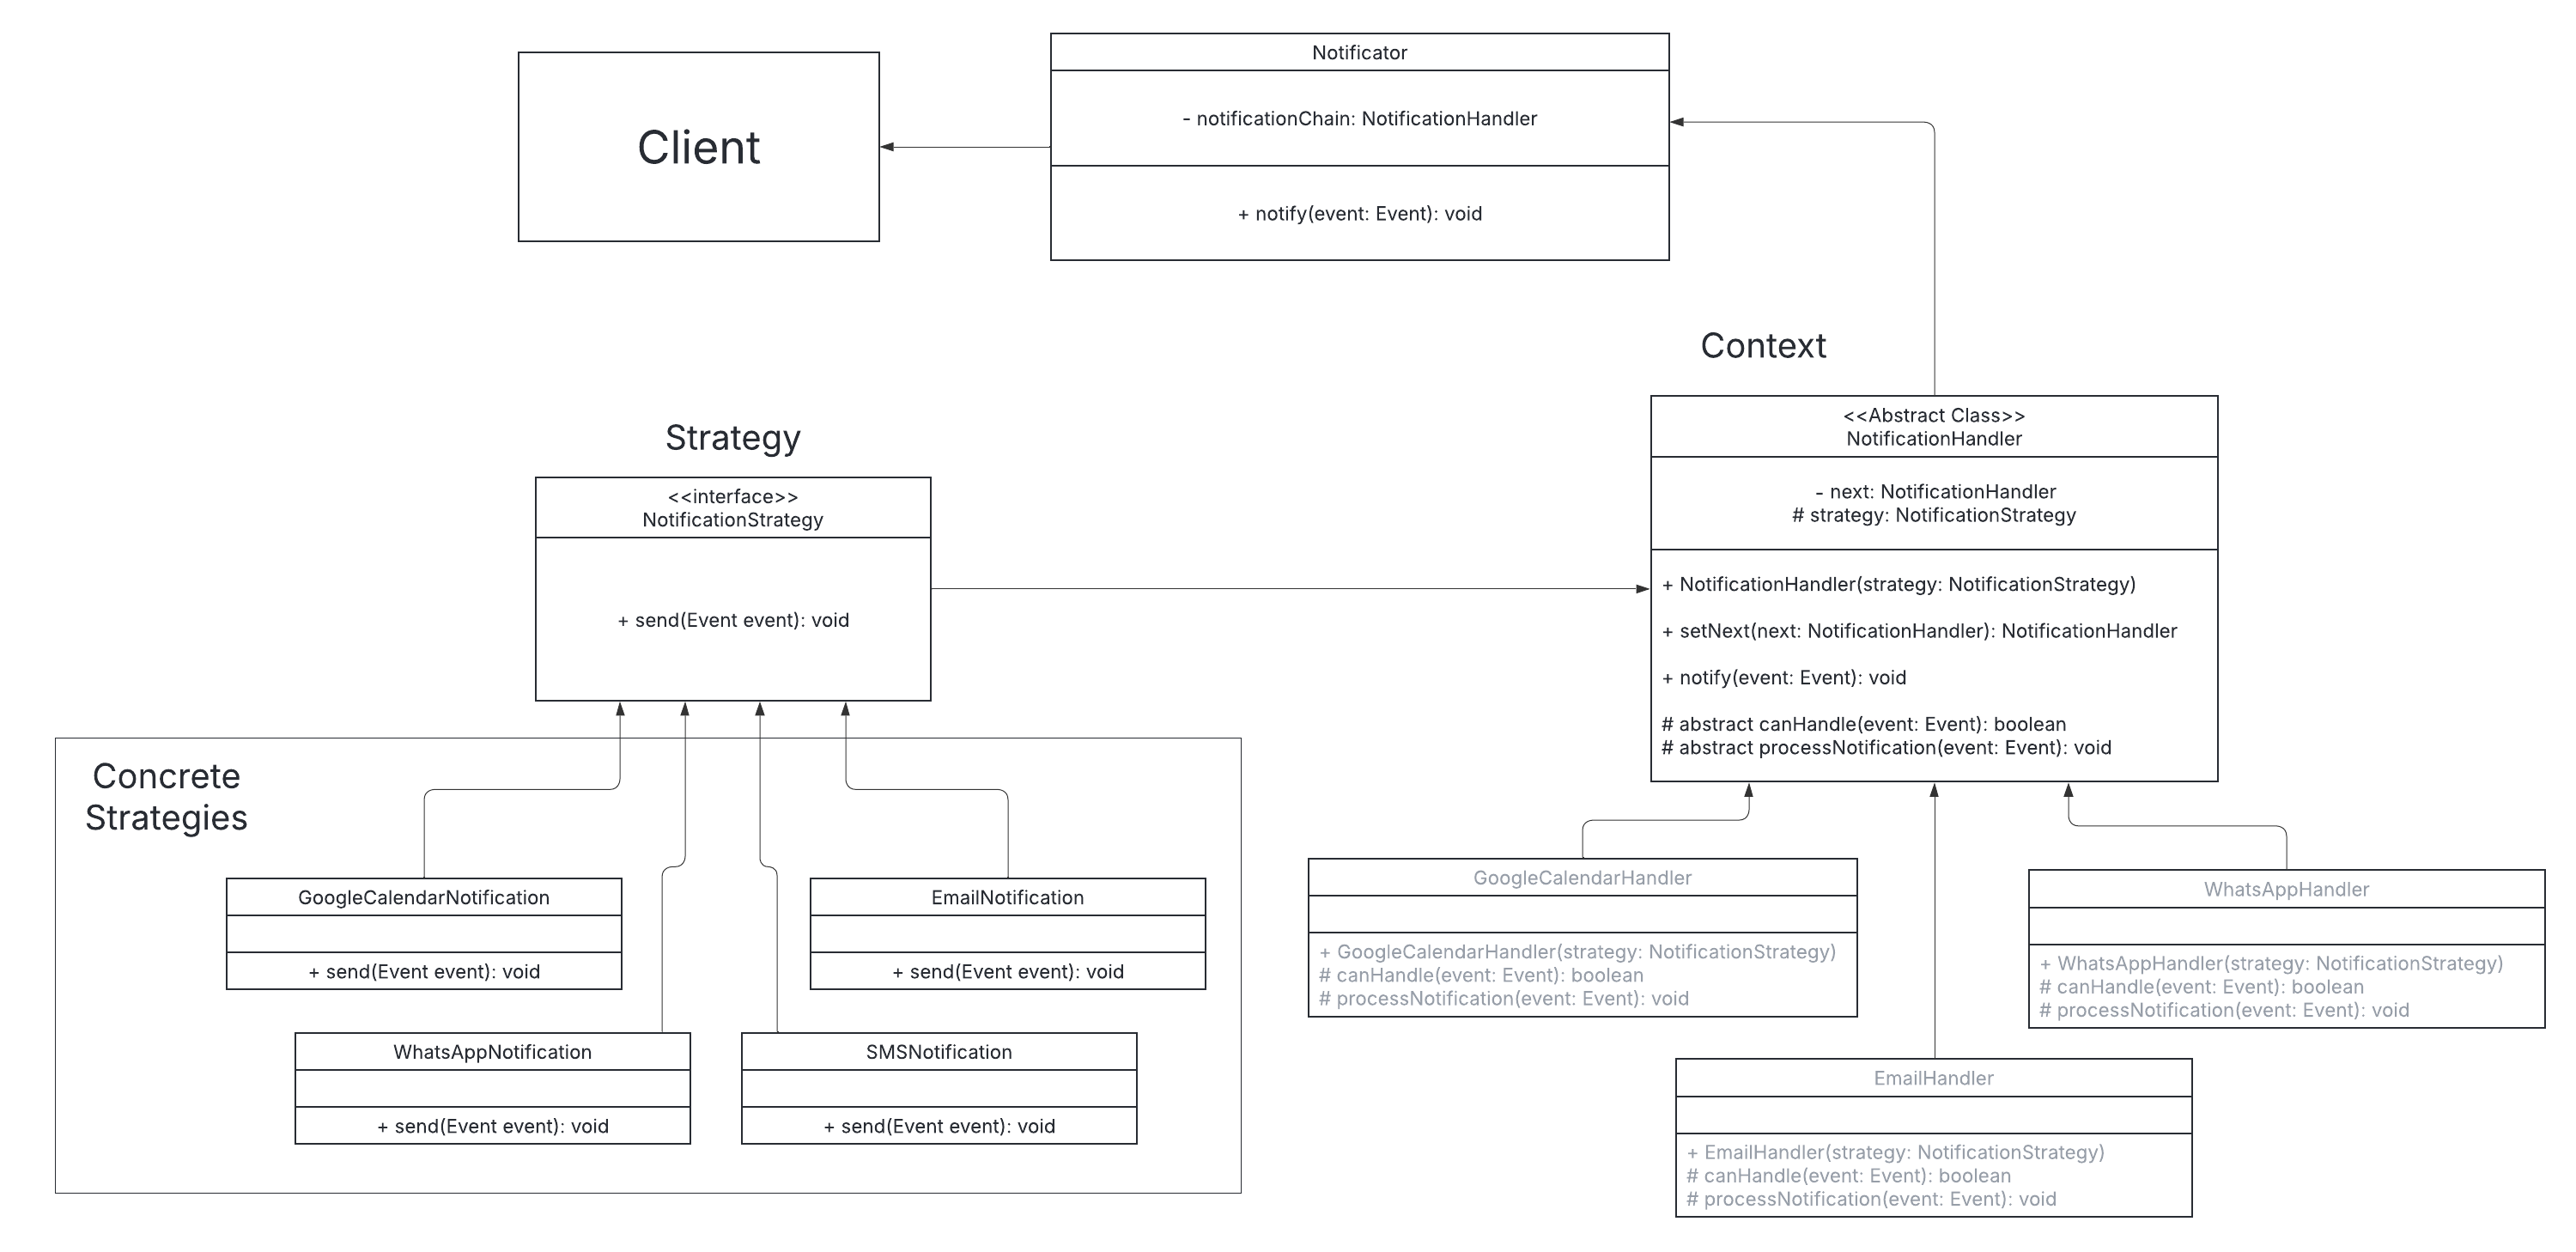 Client
Notificator
- notificationChain: NotificationHandler
+ notify(event: Event): void
Context
<<Abstract Class>>
NotificationHandler
- next: NotificationHandler
# strategy: NotificationStrategy
+ NotificationHandler(strategy: NotificationStrategy)
+ setNext(next: NotificationHandler): NotificationHandler
+ notify(event: Event): void
# abstract canHandle(event: Event): boolean
# abstract processNotification(event: Event): void
Strategy
<<interface>>
NotificationStrategy
+ send(Event event): void
Concrete
Strategies
GoogleCalendarNotification
+ send(Event event): void
EmailNotification
+ send(Event event): void
WhatsAppNotification
+ send(Event event): void
SMSNotification
+ send(Event event): void
GoogleCalendarHandler
+ GoogleCalendarHandler(strategy: NotificationStrategy)
# canHandle(event: Event): boolean
# processNotification(event: Event): void
WhatsAppHandler
+ WhatsAppHandler(strategy: NotificationStrategy)
# canHandle(event: Event): boolean
# processNotification(event: Event): void
EmailHandler
+ EmailHandler(strategy: NotificationStrategy)
# canHandle(event: Event): boolean
# processNotification(event: Event): void